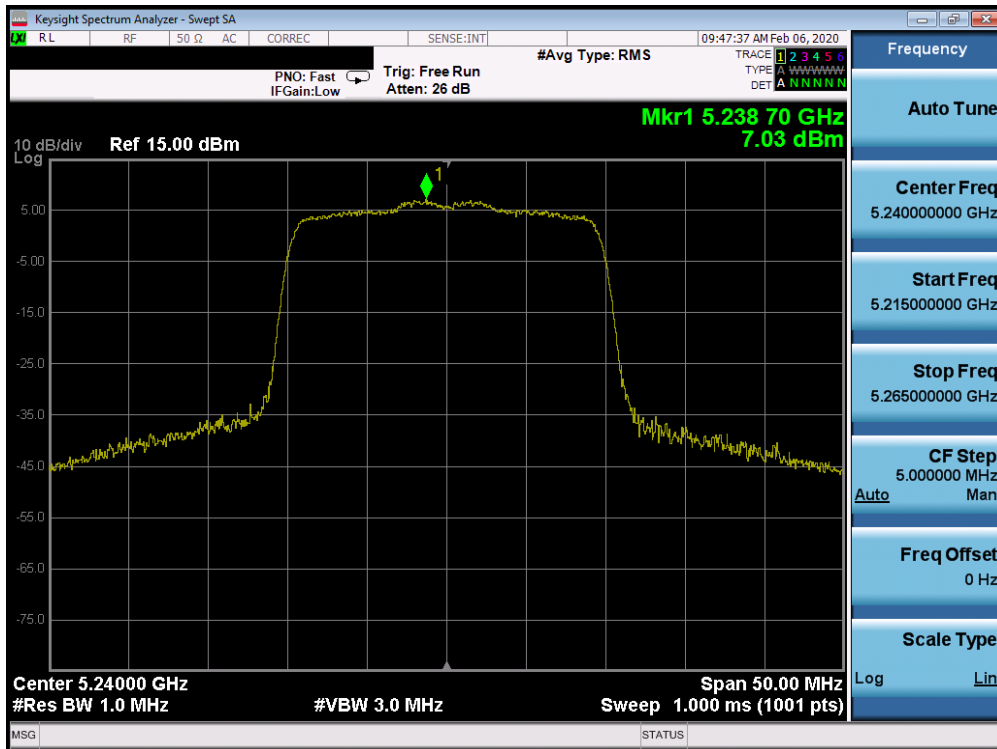 Keysight Spectrum Analyzer - Swept SA
LXI RL RF 50 Ω AC CORREC SENSE:INT 09:47:37 AM Feb 06, 2020
#Avg Type: RMS
TRACE 1 2 3 4 5 6
PNO: Fast Trig: Free Run
TYPE A WWWWW
IFGain:Low Atten: 26 dB
DET A N N N N N
Mkr1 5.238 70 GHz
7.03 dBm
10 dB/div Ref 15.00 dBm
Log
1
5.00
-5.00
-15.0
-25.0
-35.0
-45.0
-55.0
-65.0
-75.0
Center 5.24000 GHz Span 50.00 MHz
#Res BW 1.0 MHz #VBW 3.0 MHz Sweep 1.000 ms (1001 pts)
MSG STATUS
Frequency
Auto Tune
Center Freq
5.240000000 GHz
Start Freq
5.215000000 GHz
Stop Freq
5.265000000 GHz
CF Step
5.000000 MHz
Auto Man
Freq Offset
0 Hz
Scale Type
Log Lin